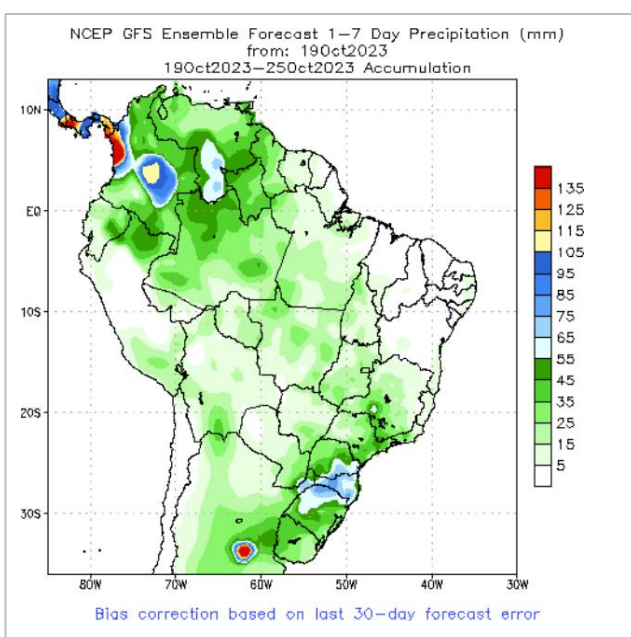 NCEP GFS Ensemble Forecast 1-7 Day Precipitation (mm)
from: 19Oct2023
19Oct2023-25Oct2023 Accumulation
10N
EQ
10S
20S
30S
80W 70W 60W 50W 40W 30W
135
125
115
105
95
85
75
65
55
45
35
25
15
5
Bias correction based on last 30-day forecast error